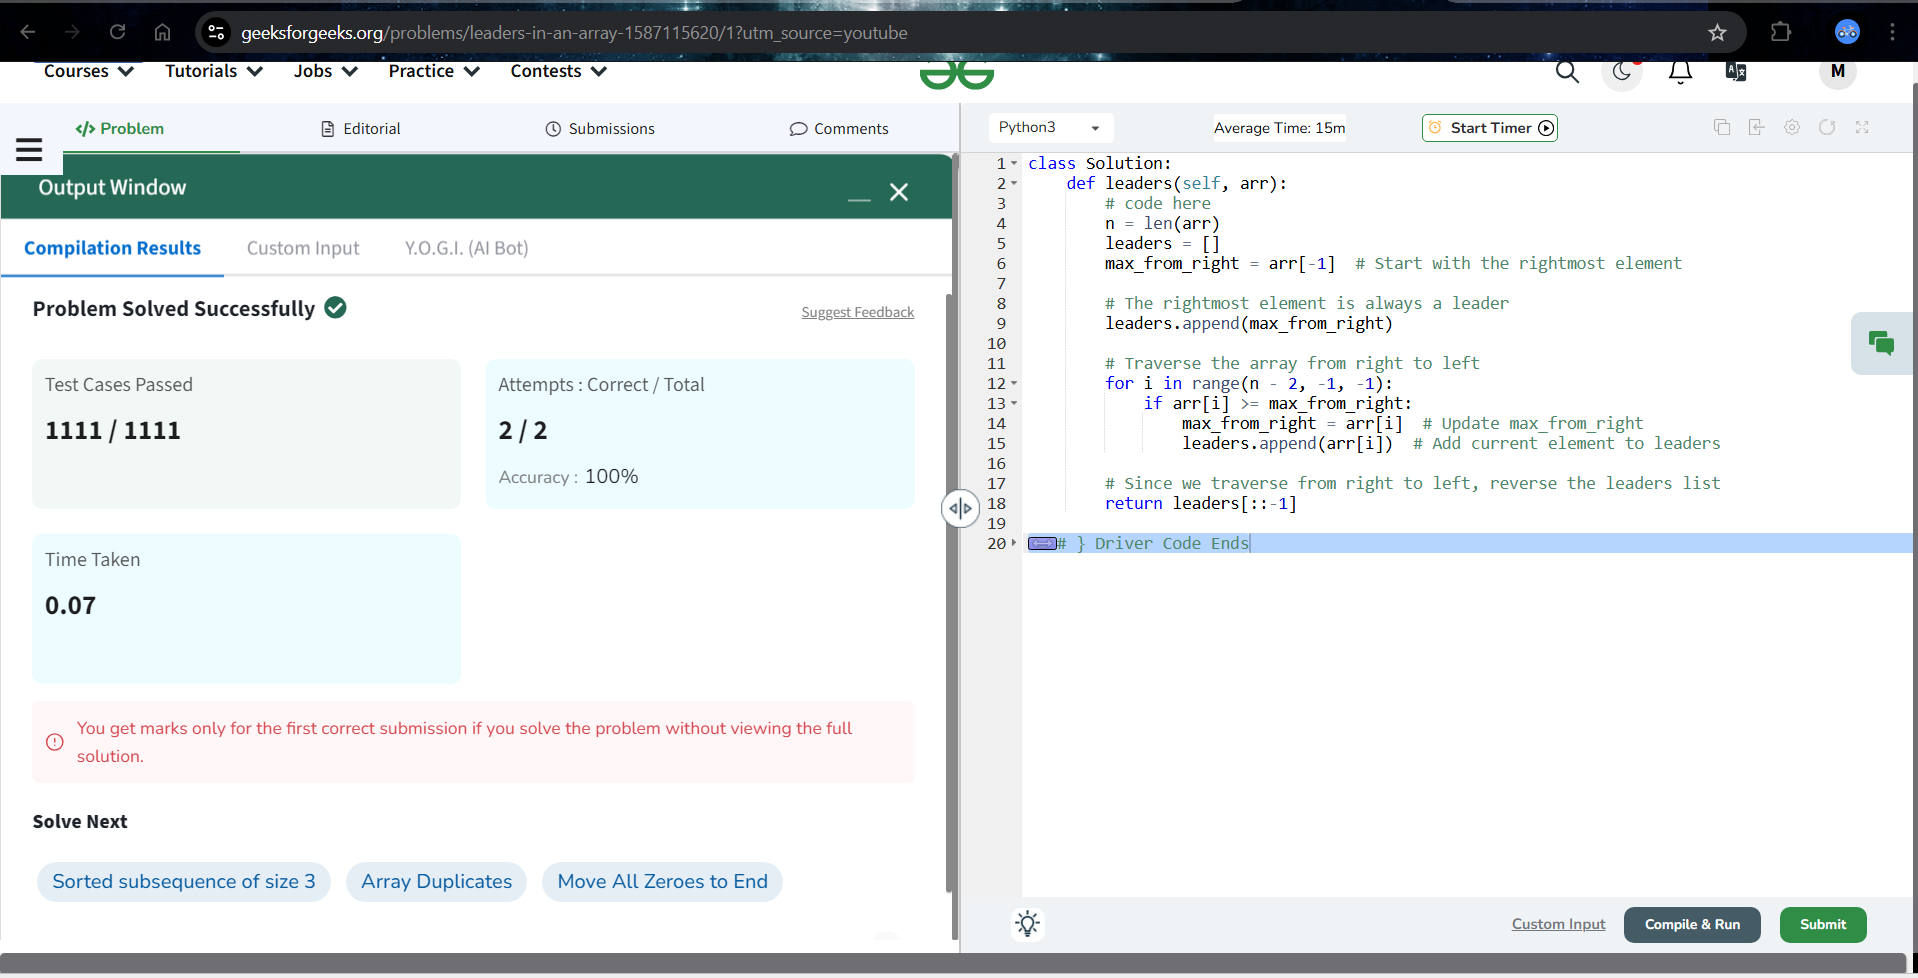 geeksforgeeks.org/problems/leaders-in-an-array-1587115620/1?utm_source=youtube
Courses Tutorials Jobs Practice Contests
M
Problem Editorial Submissions Comments
Output Window
Compilation Results Custom Input Y.O.G.I. (AI Bot)
Problem Solved Successfully
Suggest Feedback
Test Cases Passed
1111 / 1111
Attempts : Correct / Total
2 / 2
Accuracy : 100%
Time Taken
0.07
You get marks only for the first correct submission if you solve the problem without viewing the full
solution.
Solve Next
Sorted subsequence of size 3 Array Duplicates Move All Zeroes to End
Python3 Average Time: 15m Start Timer
1 class Solution:
2     def leaders(self, arr):
3         # code here
4         n = len(arr)
5         leaders = []
6         max_from_right = arr[-1]  # Start with the rightmost element
7
8         # The rightmost element is always a leader
9         leaders.append(max_from_right)
10
11         # Traverse the array from right to left
12         for i in range(n - 2, -1, -1):
13             if arr[i] >= max_from_right:
14                 max_from_right = arr[i]  # Update max_from_right
15                 leaders.append(arr[i])  # Add current element to leaders
16
17         # Since we traverse from right to left, reverse the leaders list
18         return leaders[::-1]
19
20 # } Driver Code Ends
Custom Input Compile & Run Submit